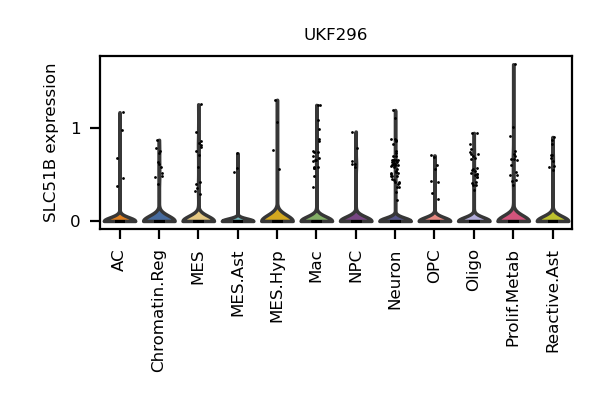 UKF296
SLC51B expression
1
0
AC
Chromatin.Reg
MES
MES.Ast
MES.Hyp
Mac
NPC
Neuron
OPC
Oligo
Prolif.Metab
Reactive.Ast